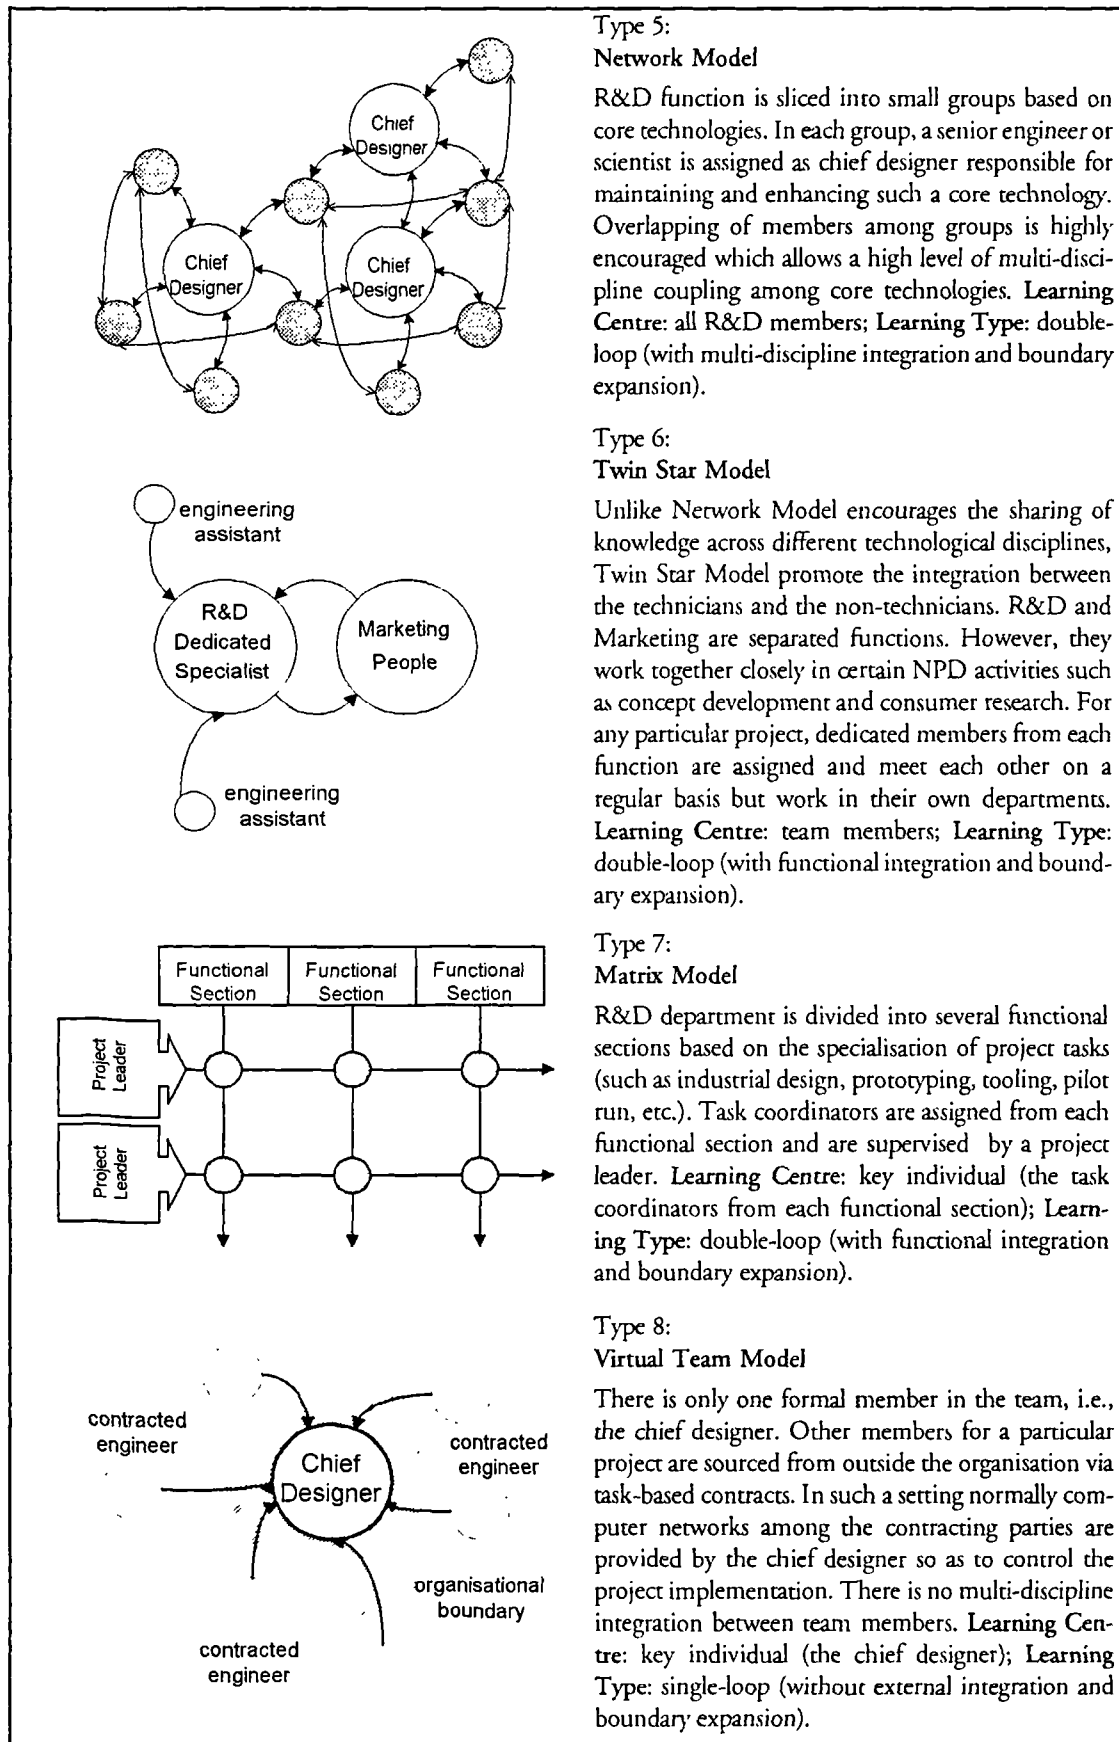 Type 5:
Network Model
R&D function is sliced into small groups based on
core technologies. In each group, a senior engineer or
scientist is assigned as chief designer responsible for
maintaining and enhancing such a core technology.
Overlapping of members among groups is highly
encouraged which allows a high level of multi-disci-
pline coupling among core technologies. Learning
Centre: all R&D members; Learning Type: double-
loop (with multi-discipline integration and boundary
expansion).
Chief
Designer
Chief
Designer
Chief
Designer
Type 6:
Twin Star Model
Unlike Network Model encourages the sharing of
knowledge across different technological disciplines,
Twin Star Model promote the integration between
the technicians and the non-technicians. R&D and
Marketing are separated functions. However, they
work together closely in certain NPD activities such
as concept development and consumer research. For
any particular project, dedicated members from each
function are assigned and meet each other on a
regular basis but work in their own departments.
Learning Centre: team members; Learning Type:
double-loop (with functional integration and bound-
ary expansion).
engineering
assistant
R&D
Dedicated
Specialist
Marketing
People
engineering
assistant
Type 7:
Matrix Model
R&D department is divided into several functional
sections based on the specialisation of project tasks
(such as industrial design, prototyping, tooling, pilot
run, etc.). Task coordinators are assigned from each
functional section and are supervised by a project
leader. Learning Centre: key individual (the task
coordinators from each functional section); Learn-
ing Type: double-loop (with functional integration
and boundary expansion).
Functional
Section
Functional
Section
Functional
Section
Project
Leader
Project
Leader
Type 8:
Virtual Team Model
There is only one formal member in the team, i.e.,
the chief designer. Other members for a particular
project are sourced from outside the organisation via
task-based contracts. In such a setting normally com-
puter networks among the contracting parties are
provided by the chief designer so as to control the
project implementation. There is no multi-discipline
integration between team members. Learning Cen-
tre: key individual (the chief designer); Learning
Type: single-loop (without external integration and
boundary expansion).
contracted
engineer
Chief
Designer
contracted
engineer
organisational
boundary
contracted
engineer